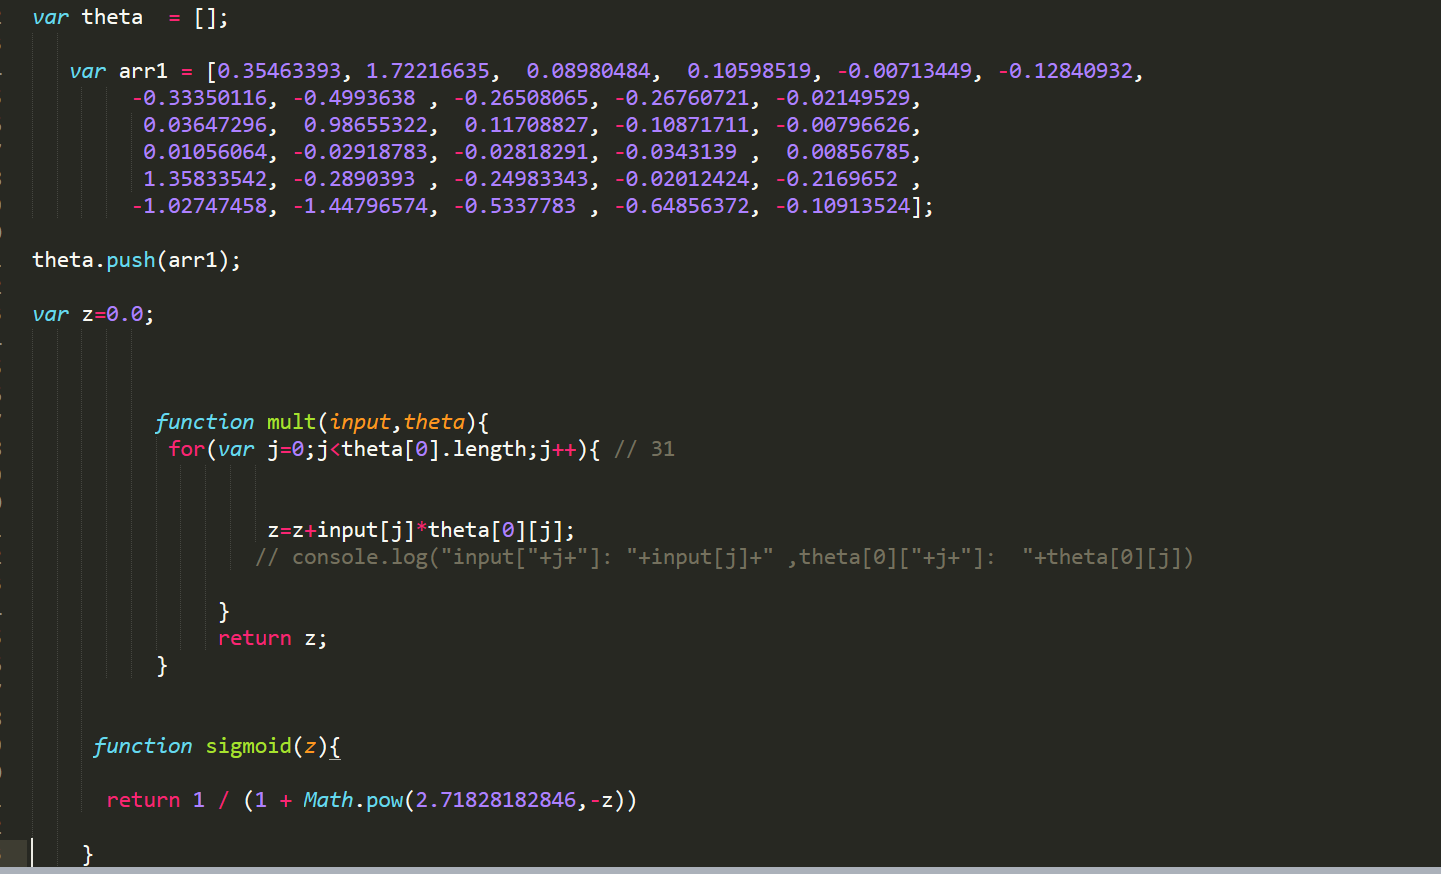 var theta  = [];
var arr1 = [0.35463393, 1.72216635,  0.08980484,  0.10598519, -0.00713449, -0.12840932,
-0.33350116, -0.4993638 , -0.26508065, -0.26760721, -0.02149529,
0.03647296,  0.98655322,  0.11708827, -0.10871711, -0.00796626,
0.01056064, -0.02918783, -0.02818291, -0.0343139 ,  0.00856785,
1.35833542, -0.2890393 , -0.24983343, -0.02012424, -0.2169652 ,
-1.02747458, -1.44796574, -0.5337783 , -0.64856372, -0.10913524];
theta.push(arr1);
var z=0.0;
function mult(input,theta){
for(var j=0;j<theta[0].length;j++){ // 31
z=z+input[j]*theta[0][j];
// console.log("input["+j+"]: "+input[j]+" ,theta[0]["+j+"]:  "+theta[0][j])
}
return z;
}
function sigmoid(z){
return 1 / (1 + Math.pow(2.71828182846,-z))
}